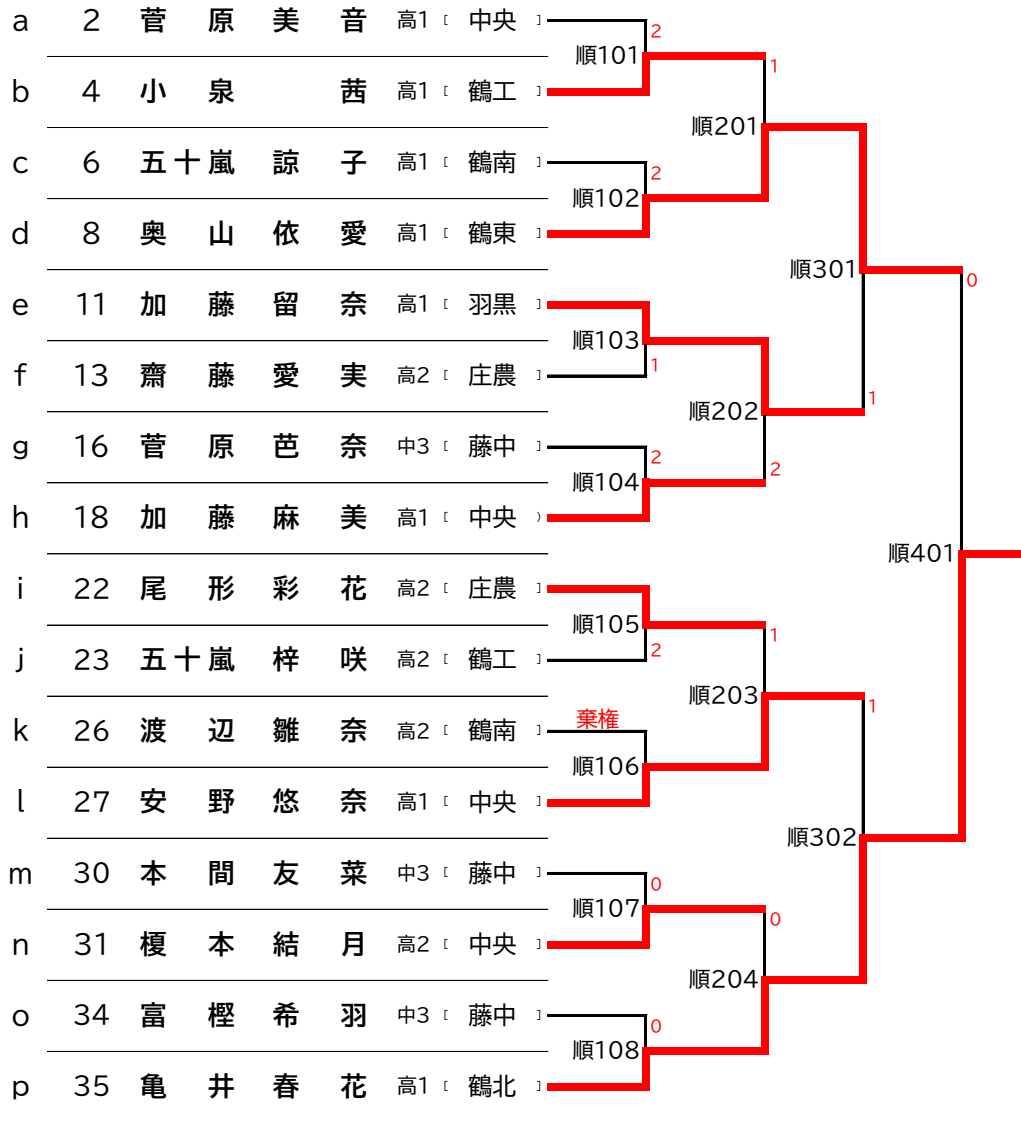 a 2 菅原美音 高1 [ 中央 ]
2
順101
1
b 4 小泉 茜 高1 [ 鶴工 ]
順201
c 6 五十嵐諒子 高1 [ 鶴南 ]
2
順102
d 8 奥山依愛 高1 [ 鶴東 ]
順301
0
e 11 加藤留奈 高1 [ 羽黒 ]
順103
1
f 13 齋藤愛実 高2 [ 庄農 ]
1
順202
g 16 菅原芭奈 中3 [ 藤中 ]
2
2
順104
h 18 加藤麻美 高1 [ 中央 )
順401
i 22 尾形彩花 高2 [ 庄農 ]
順105
1
2
j 23 五十嵐梓咲 高2 [ 鶴工 ]
順203
1
棄権
k 26 渡辺雛奈 高2 [ 鶴南 ]
順106
l 27 安野悠奈 高1 [ 中央 ]
順302
m 30 本間友菜 中3 [ 藤中 ]
0
順107
0
n 31 榎本結月 高2 [ 中央 ]
順204
o 34 富樫希羽 中3 [ 藤中 ]
0
順108
p 35 亀井春花 高1 [ 鶴北 ]